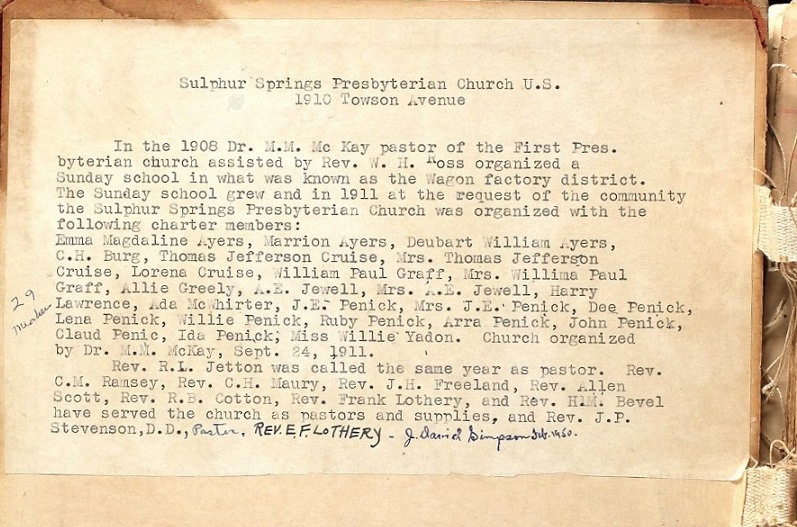 Sulphur Springs Presbyterian Church U.S.
1910 Towson Avenue
In the 1908 Dr. M.M. Mc Kay pastor of the First Pres.
byterian church assisted by Rev. W. H. Ross organized a
Sunday school in what was known as the Wagon factory district.
The Sunday school grew and in 1911 at the request of the community
the Sulphur Springs Presbyterian Church was organized with the
following charter members:
Emma Magdaline Ayers, Marrion Ayers, Deubart William Ayers,
C.H. Burg, Thomas Jefferson Cruise, Mrs. Thomas Jefferson
Cruise, Lorena Cruise, William Paul Graff, Mrs. Willima Paul
Graff, Allie Greely, A.E. Jewell, Mrs. A.E. Jewell, Harry
Lawrence, Ada McWhirter, J.E. Penick, Mrs. J.E. Penick, Dee Penick,
Lena Penick, Willie Penick, Ruby Penick, Arra Penick, John Penick,
Claud Penic, Ida Penick, Miss Willie Yadon. Church organized
by Dr. M.M. McKay, Sept. 24, 1911.
29
Members
Rev. R.L. Jetton was called the same year as pastor. Rev.
C.M. Ramsey, Rev. C.H. Maury, Rev. J.H. Freeland, Rev. Allen
Scott, Rev. R.B. Cotton, Rev. Frank Lothery, and Rev. H.M. Bevel
have served the church as pastors and supplies, and Rev. J.P.
Stevenson,D.D., Pastor, REV. E.F. LOTHERY - J. David Simpson Feb. 1960.